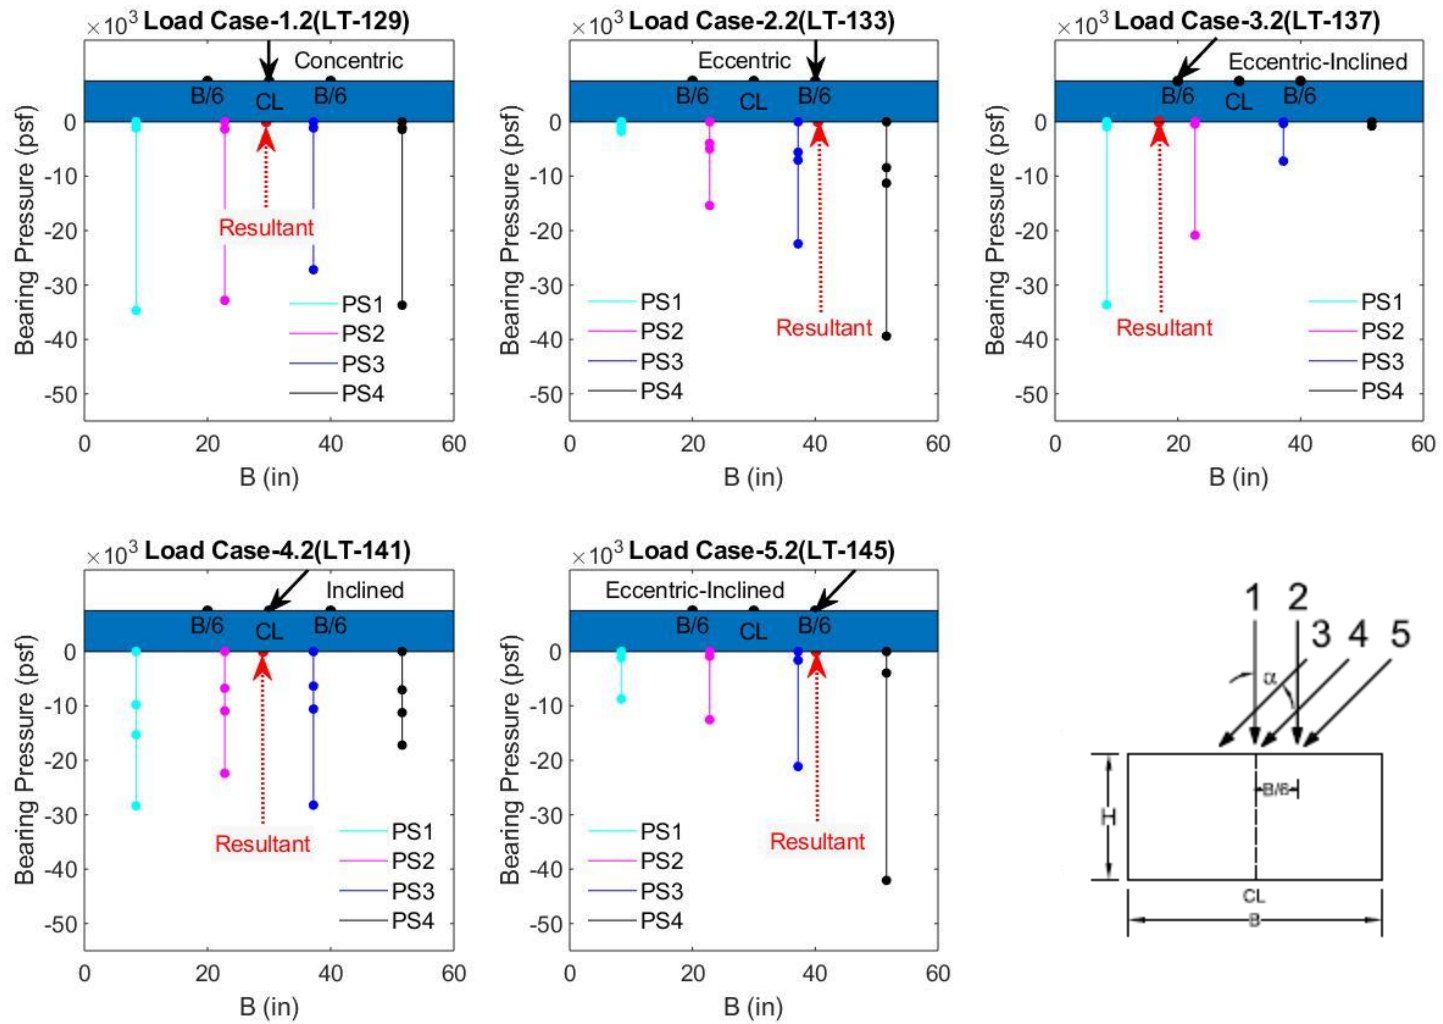 ×10³ Load Case-1.2(LT-129)
Concentric
B/6 CL B/6
Bearing Pressure (psf)
0
-10
-20
-30
-40
-50
Resultant
PS1
PS2
PS3
PS4
0 20 40 60
B (in)
×10³ Load Case-2.2(LT-133)
Eccentric
B/6 CL B/6
Bearing Pressure (psf)
0
-10
-20
-30
-40
-50
Resultant
PS1
PS2
PS3
PS4
0 20 40 60
B (in)
×10³ Load Case-3.2(LT-137)
Eccentric-Inclined
B/6 CL B/6
Bearing Pressure (psf)
0
-10
-20
-30
-40
-50
Resultant
PS1
PS2
PS3
PS4
0 20 40 60
B (in)
×10³ Load Case-4.2(LT-141)
Inclined
B/6 CL B/6
Bearing Pressure (psf)
0
-10
-20
-30
-40
-50
Resultant
PS1
PS2
PS3
PS4
0 20 40 60
B (in)
×10³ Load Case-5.2(LT-145)
Eccentric-Inclined
B/6 CL B/6
Bearing Pressure (psf)
0
-10
-20
-30
-40
-50
Resultant
PS1
PS2
PS3
PS4
0 20 40 60
B (in)
1 2
3 4 5
α
B/6
H
CL
B